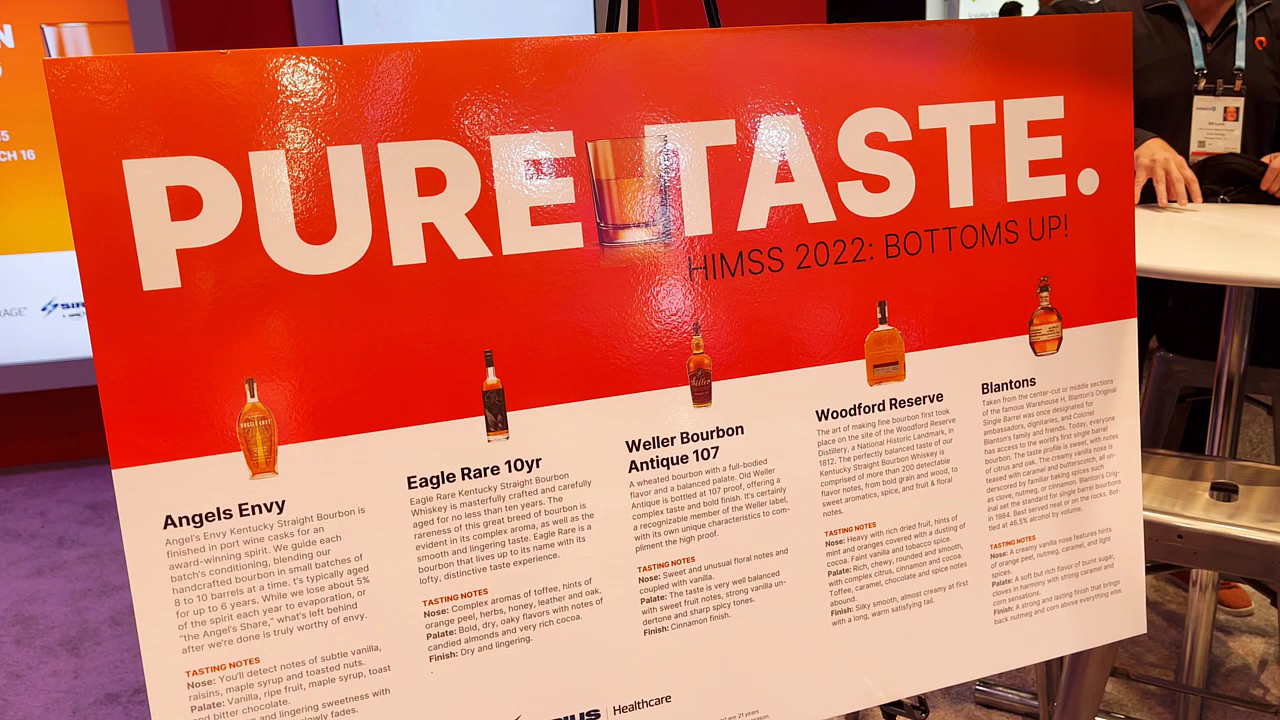 PURE TASTE.
HIMSS 2022: BOTTOMS UP!
Angels Envy
Angel's Envy Kentucky Straight Bourbon is
finished in port wine casks for an
award-winning spirit. We guide each
batch's conditioning, blending our
handcrafted bourbon in small batches of
8 to 10 barrels at a time. It's typically aged
for up to 6 years. While we lose about 5%
of the spirit each year to evaporation, or
"the Angel's Share," what's left behind
after we're done is truly worthy of envy.
TASTING NOTES
Nose: You'll detect notes of subtle vanilla,
raisins, maple syrup and toasted nuts.
Palate: Vanilla, ripe fruit, maple syrup, toast
and bitter chocolate.
and lingering sweetness with
slowly fades.
Eagle Rare 10yr
Eagle Rare Kentucky Straight Bourbon
Whiskey is masterfully crafted and carefully
aged for no less than ten years. The
rareness of this great breed of bourbon is
evident in its complex aroma, as well as the
smooth and lingering taste. Eagle Rare is a
bourbon that lives up to its name with its
lofty, distinctive taste experience.
TASTING NOTES
Nose: Complex aromas of toffee, hints of
orange peel, herbs, honey, leather and oak.
Palate: Bold, dry, oaky flavors with notes of
candied almonds and very rich cocoa.
Finish: Dry and lingering.
.
Weller Bourbon
Antique 107
A wheated bourbon with a full-bodied
flavor and a balanced palate. Old Weller
Antique is bottled at 107 proof, offering a
complex taste and bold finish. It's certainly
a recognizable member of the Weller label,
with its own unique characteristics to com-
pliment the high proof.
TASTING NOTES
Nose: Sweet and unusual floral notes and
coupled with vanilla.
Palate: The taste is very well balanced
with sweet fruit notes, strong vanilla un-
dertone and sharp spicy tones.
Finish: Cinnamon finish.
Woodford Reserve
The art of making fine bourbon first took
place on the site of the Woodford Reserve
Distillery, a National Historic Landmark, in
1812. The perfectly balanced taste of our
Kentucky Straight Bourbon Whiskey is
comprised of more than 200 detectable
flavor notes, from bold grain and wood, to
sweet aromatics, spice, and fruit & floral
notes.
TASTING NOTES
Nose: Heavy with rich dried fruit, hints of
mint and oranges covered with a dusting of
cocoa. Faint vanilla and tobacco spice.
Palate: Rich, chewy, rounded and smooth,
with complex citrus, cinnamon and cocoa.
Toffee, caramel, chocolate and spice notes
abound.
Finish: Silky smooth, almost creamy at first
with a long, warm satisfying tail.
Blantons
Taken from the center-cut or middle sections
of the famous Warehouse H, Blanton's Original
Single Barrel was once designated for
ambassadors, dignitaries, and Colonel
Blanton's family and friends. Today, everyone
has access to the world's first single barrel
bourbon. The taste profile is sweet, with notes
of citrus and oak. The creamy vanilla nose is
teased with caramel and butterscotch, all un-
derscored by familiar baking spices such
as clove, nutmeg, or cinnamon. Blanton's Orig-
inal set the standard for single barrel bourbons
in 1984. Best served neat or on the rocks. Bot-
tled at 46.5% alcohol by volume.
TASTING NOTES
Nose: A creamy vanilla nose features hints
of orange peel, nutmeg, caramel, and light
spices.
Palate: A soft but rich flavor of burnt sugar,
cloves in harmony with strong caramel and
corn sensations.
Finish: A strong and lasting finish that brings
back nutmeg and corn above everything else.
IUS | Healthcare
are 21 years
CH 16
SIR